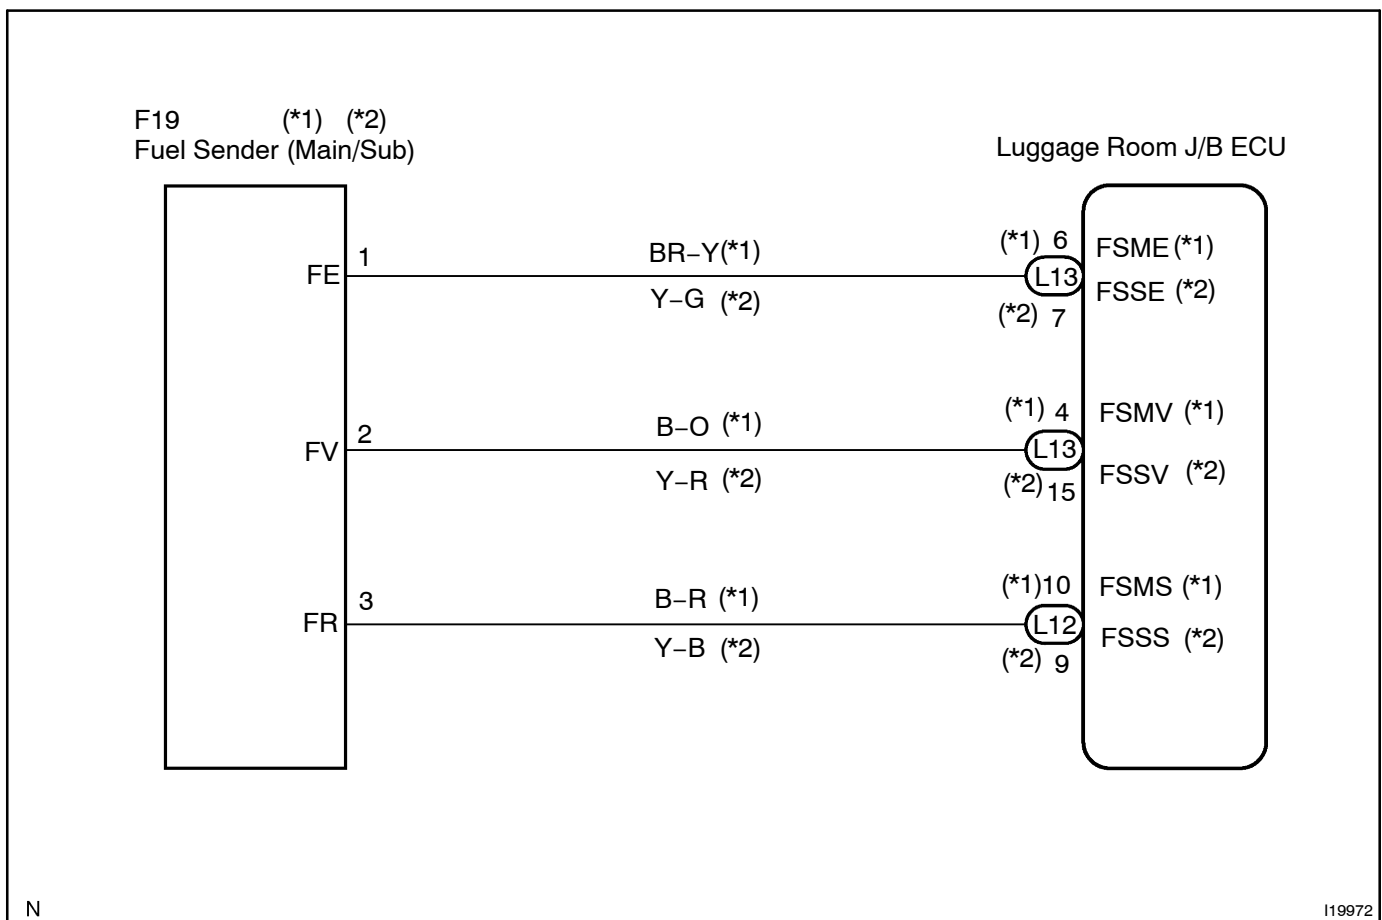 F19 (*1) (*2)
Fuel Sender (Main/Sub)
Luggage Room J/B ECU
FE 1 BR–Y(*1) (*1) 6 FSME (*1)
L13
Y–G (*2) (*2) 7 FSSE (*2)
FV 2 B–O (*1) (*1) 4 FSMV (*1)
L13
Y–R (*2) (*2) 15 FSSV (*2)
FR 3 B–R (*1) (*1)10 FSMS (*1)
L12
Y–B (*2) (*2) 9 FSSS (*2)
N I19972